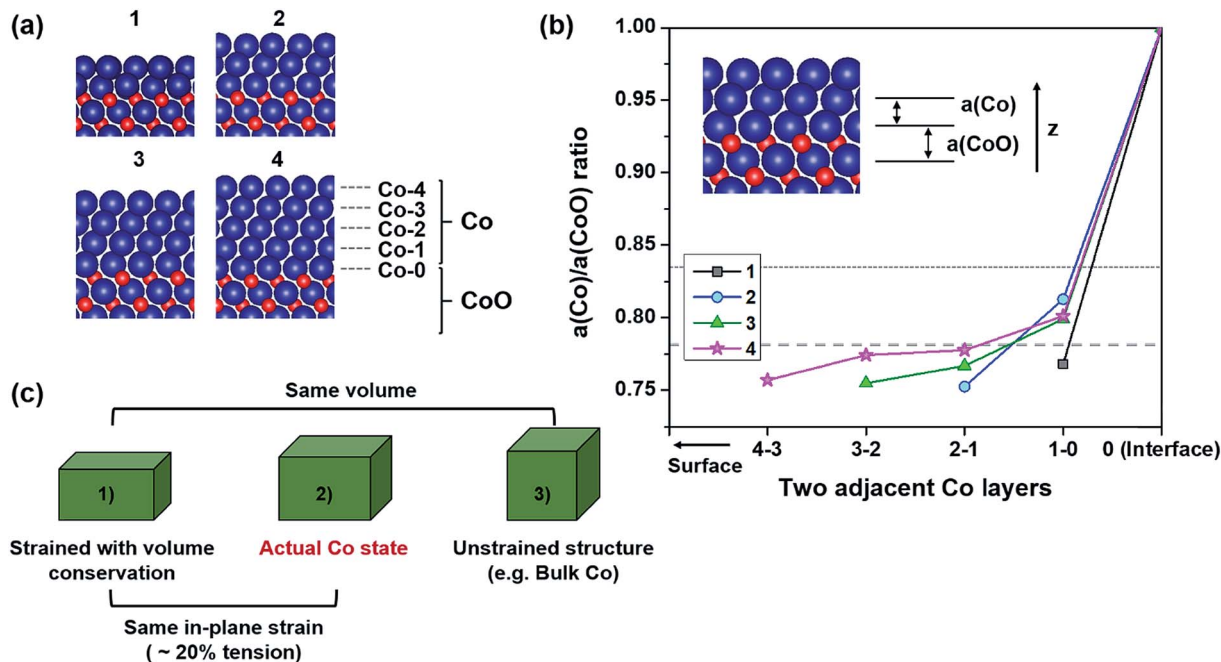 (a)
1
2
3
4
Co-4
Co-3
Co-2
Co-1
Co-0
Co
CoO
(b)
a(Co)/a(CoO) ratio
1.00
0.95
0.90
0.85
0.80
0.75
a(Co)
a(CoO)
z
1
2
3
4
4-3
3-2
2-1
1-0
0 (Interface)
Surface
Two adjacent Co layers
(c)
Same volume
1)
2)
3)
Strained with volume
conservation
Actual Co state
Unstrained structure
(e.g. Bulk Co)
Same in-plane strain
( ~ 20% tension)